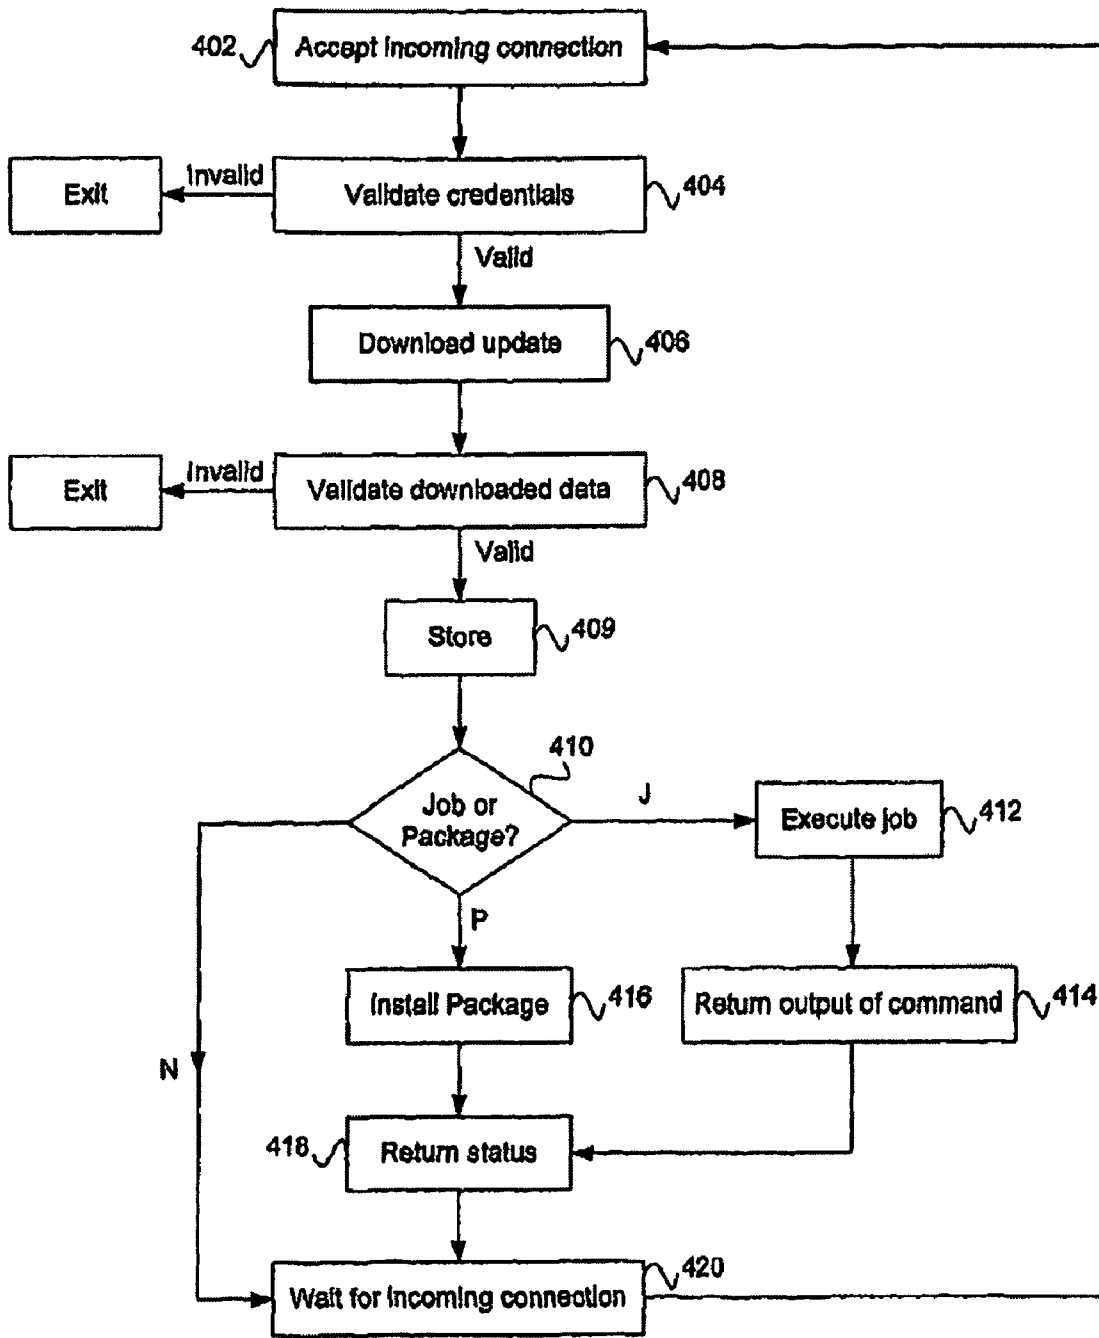 402
Accept incoming connection
Exit
Invalid
Validate credentials
404
Valid
Download update
406
Exit
Invalid
Validate downloaded data
408
Valid
Store
409
410
Job or
Package?
J
Execute job
412
P
Install Package
416
Return output of command
414
N
418
Return status
Wait for incoming connection
420